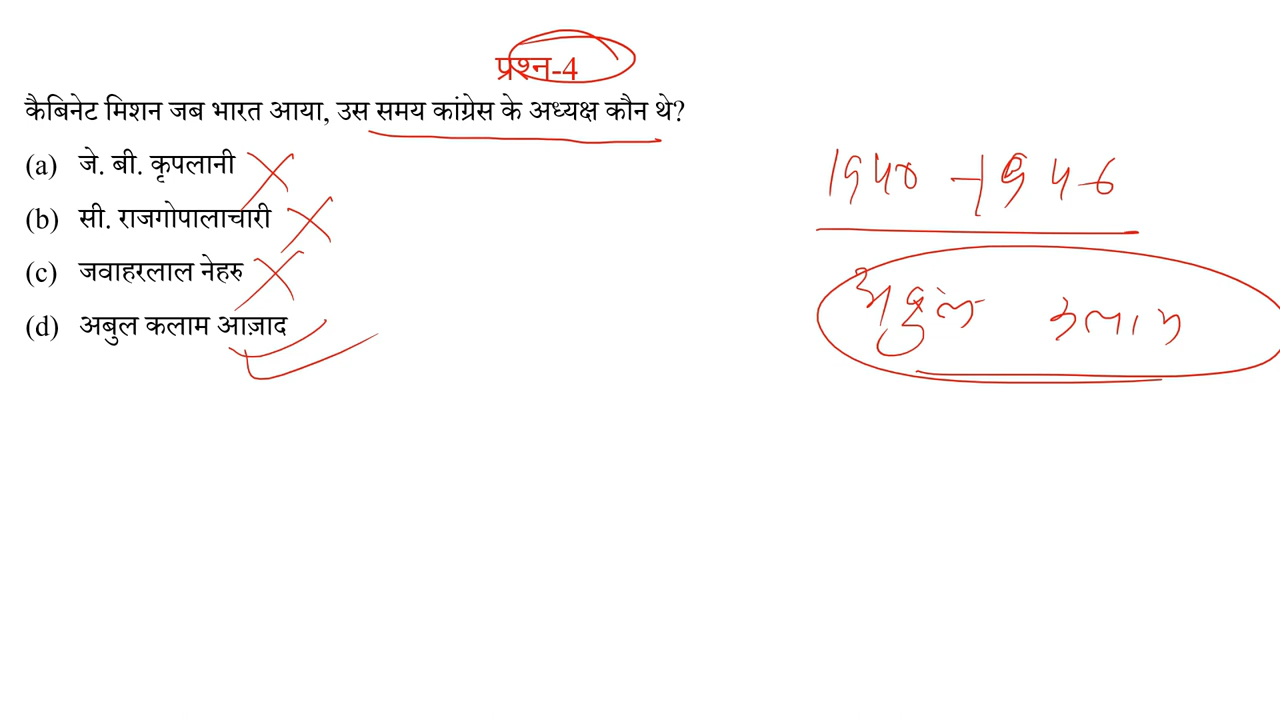 प्रश्न-4
कैबिनेट मिशन जब भारत आया, उस समय कांग्रेस के अध्यक्ष कौन थे?
(a) जे. बी. कृपलानी
(b) सी. राजगोपालाचारी
(c) जवाहरलाल नेहरु
(d) अबुल कलाम आज़ाद
1940 - 1946
अबुल कलाम